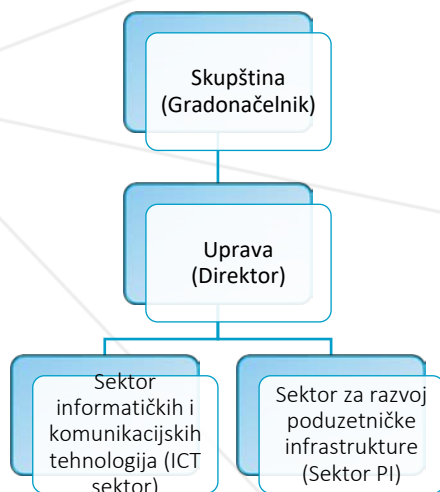 Skupština
(Gradonačelnik)
Uprava
(Direktor)
Sektor
informatičkih i
komunikacijskih
tehnologija (ICT
sektor)
Sektor za razvoj
poduzetničke
infrastrukture
(Sektor PI)